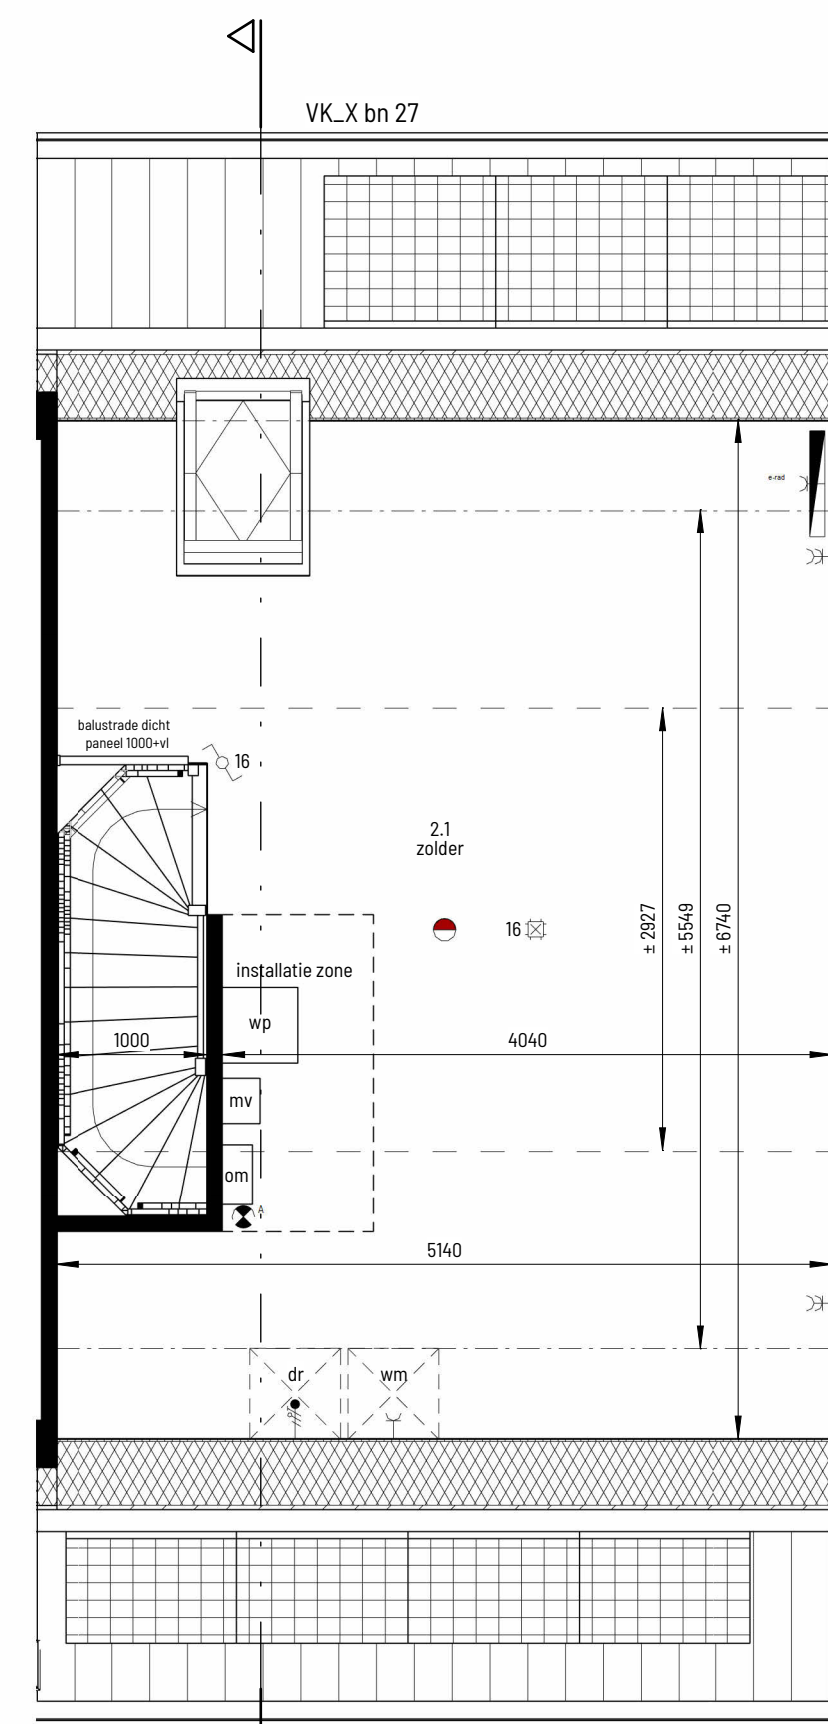 VK_X bn 27
e-rad
balustrade dicht
paneel 1000+vl
16
2.1
zolder
16
± 2927
± 5549
± 6740
installatie zone
wp
1000
4040
mv
om
A
5140
dr
wm